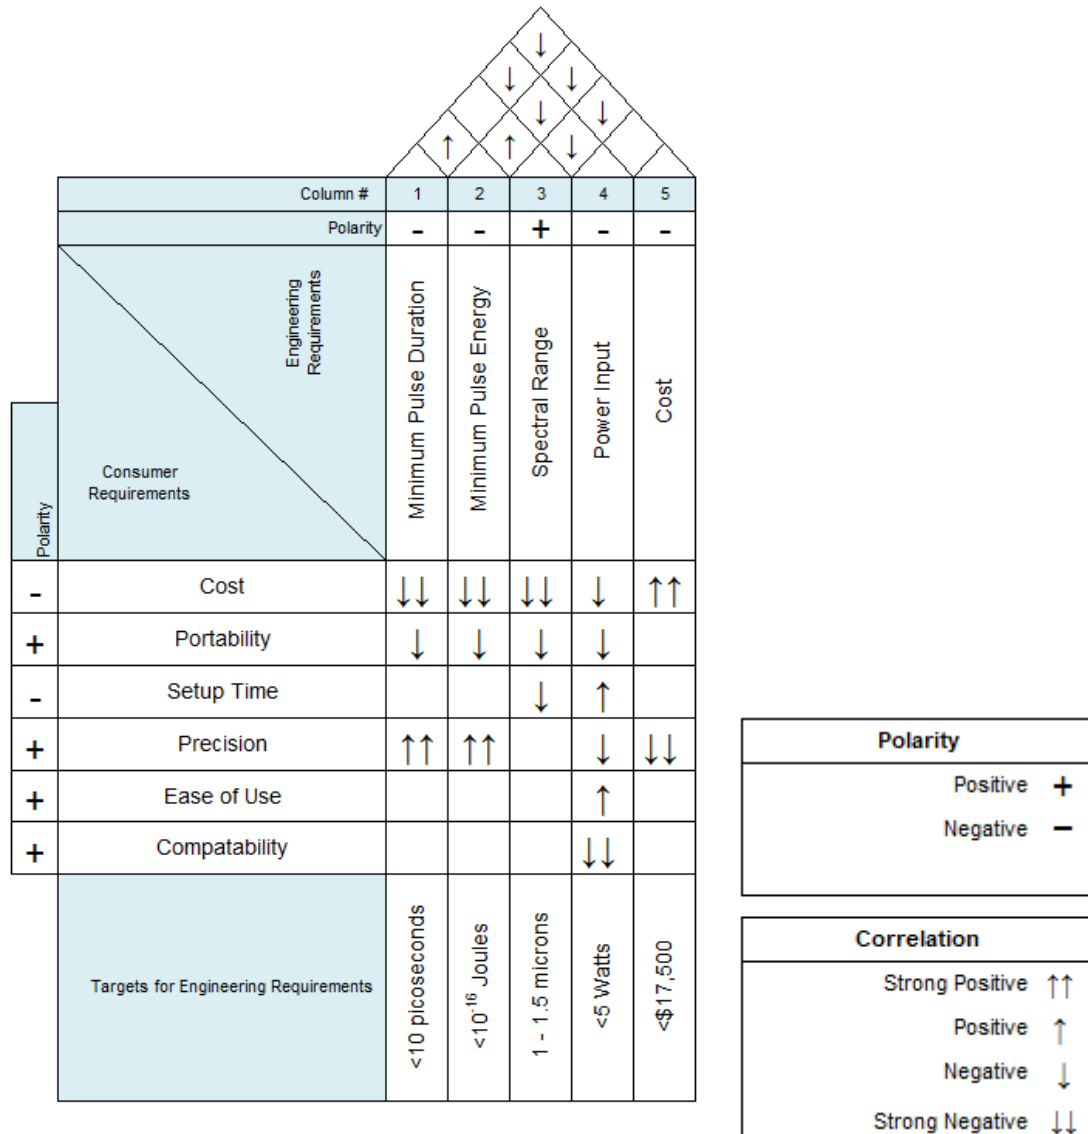 ↓
↓ ↓
↓ ↓
↑ ↑ ↓
Column # 1 2 3 4 5
Polarity - - + - -
Engineering
Requirements
Consumer
Requirements
Polarity
Minimum Pulse Duration
Minimum Pulse Energy
Spectral Range
Power Input
Cost
- Cost ↓↓ ↓↓ ↓↓ ↓ ↑↑
+ Portability ↓ ↓ ↓ ↓
- Setup Time ↓ ↑
+ Precision ↑↑ ↑↑ ↓ ↓↓
+ Ease of Use ↑
+ Compatability ↓↓
Targets for Engineering Requirements
<10 picoseconds
<10⁻¹⁶ Joules
1 - 1.5 microns
<5 Watts
<$17,500
Polarity
Positive +
Negative −
Correlation
Strong Positive ↑↑
Positive ↑
Negative ↓
Strong Negative ↓↓